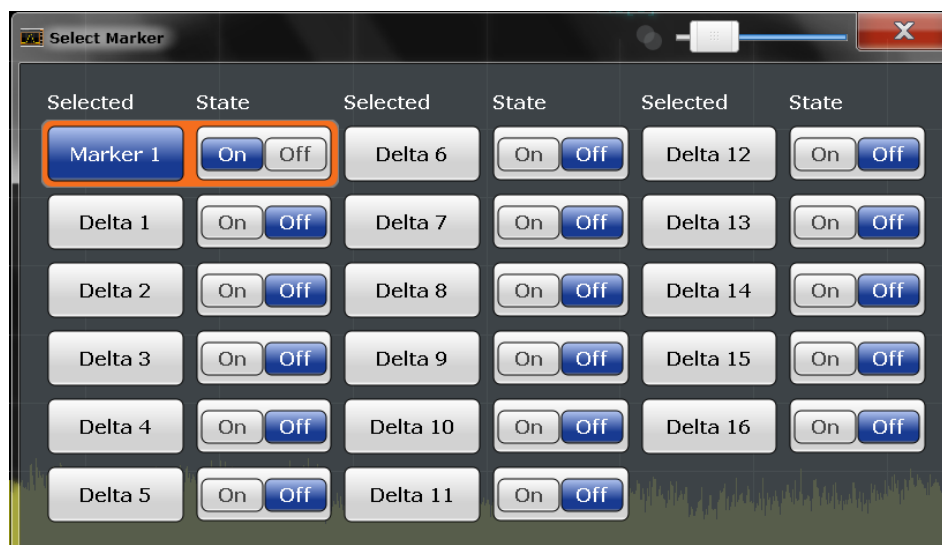 Select Marker
Selected State Selected State Selected State
Marker 1 On Off Delta 6 On Off Delta 12 On Off
Delta 1 On Off Delta 7 On Off Delta 13 On Off
Delta 2 On Off Delta 8 On Off Delta 14 On Off
Delta 3 On Off Delta 9 On Off Delta 15 On Off
Delta 4 On Off Delta 10 On Off Delta 16 On Off
Delta 5 On Off Delta 11 On Off